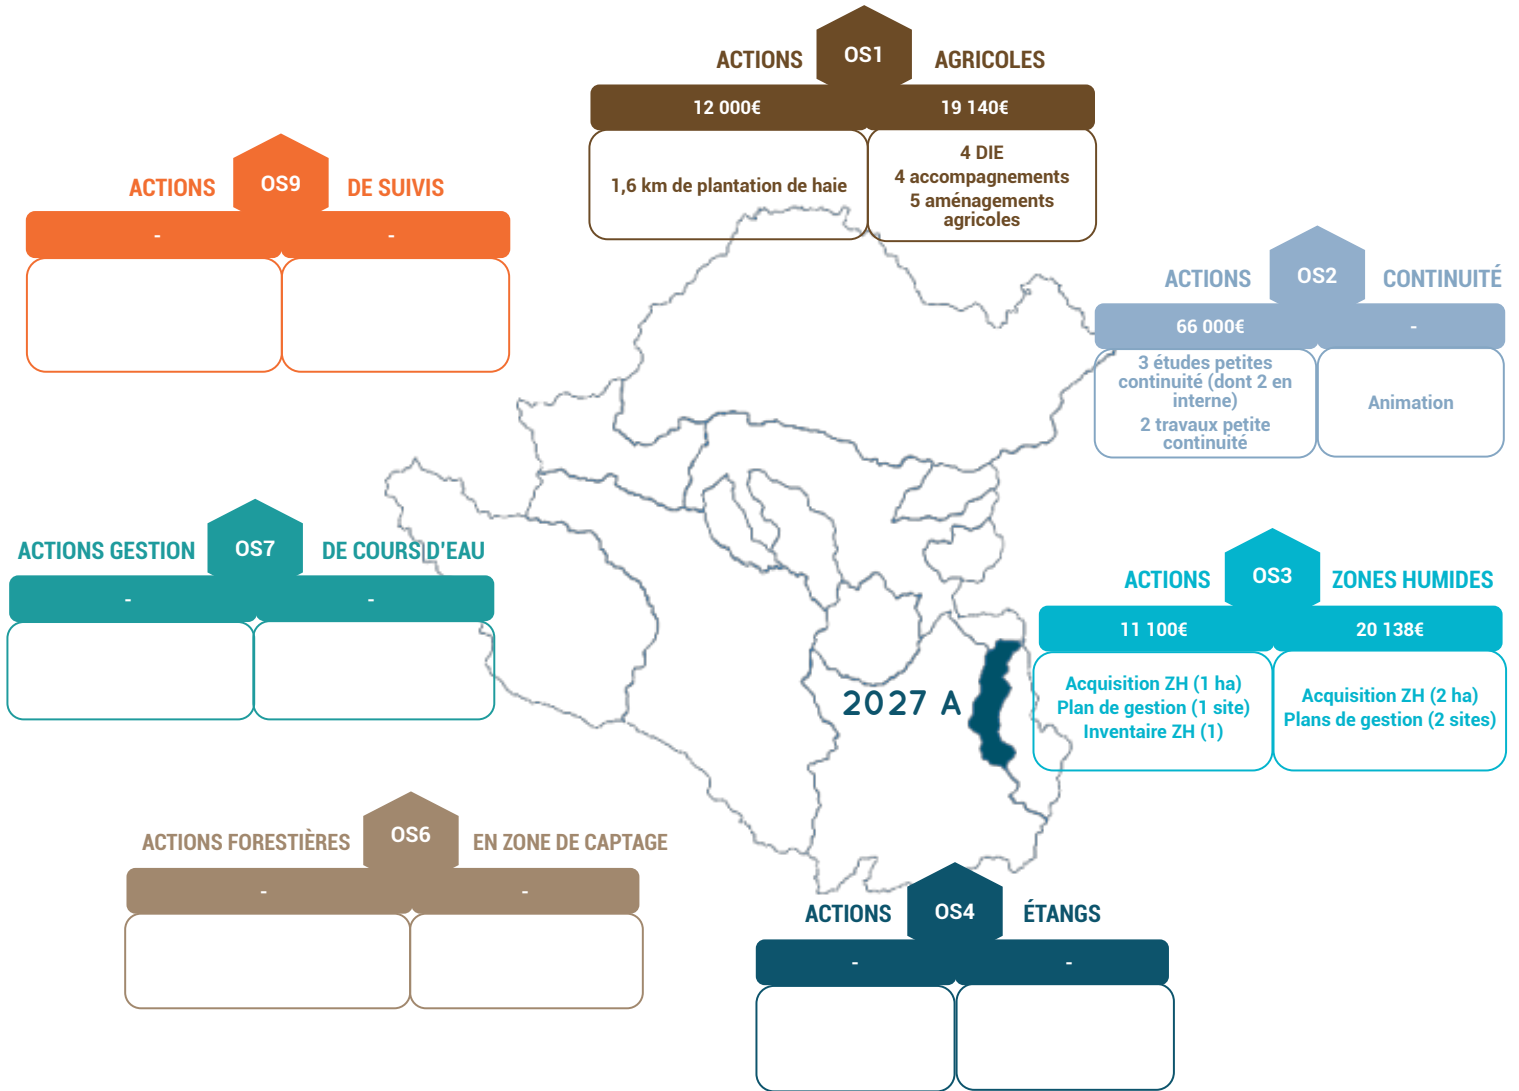 ACTIONS OS1 AGRICOLES
12 000€ 19 140€
1,6 km de plantation de haie
4 DIE
4 accompagnements
5 aménagements
agricoles
ACTIONS OS9 DE SUIVIS
- -
ACTIONS OS2 CONTINUITÉ
66 000€ -
3 études petites
continuité (dont 2 en
interne)
2 travaux petite
continuité
Animation
ACTIONS GESTION OS7 DE COURS D'EAU
- -
ACTIONS OS3 ZONES HUMIDES
11 100€ 20 138€
Acquisition ZH (1 ha)
Plan de gestion (1 site)
Inventaire ZH (1)
Acquisition ZH (2 ha)
Plans de gestion (2 sites)
2027 A
ACTIONS FORESTIÈRES OS6 EN ZONE DE CAPTAGE
- -
ACTIONS OS4 ÉTANGS
- -